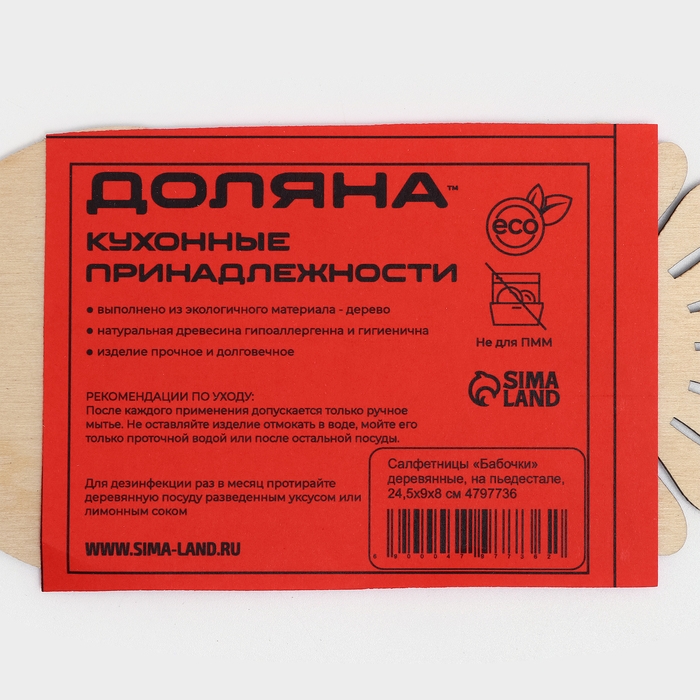 ДОЛЯНА™
КУХОННЫЕ
ПРИНАДЛЕЖНОСТИ
• выполнено из экологичного материала - дерево
• натуральная древесина гипоаллергенна и гигиенична
• изделие прочное и долговечное
eco
Не для ПММ
SIMA
LAND
РЕКОМЕНДАЦИИ ПО УХОДУ:
После каждого применения допускается только ручное
мытье. Не оставляйте изделие отмокать в воде, мойте его
только проточной водой или после остальной посуды.
Для дезинфекции раз в месяц протирайте
деревянную посуду разведенным уксусом или
лимонным соком
WWW.SIMA-LAND.RU
Салфетницы «Бабочки»
деревянные, на пьедестале,
24,5х9х8 см 4797736